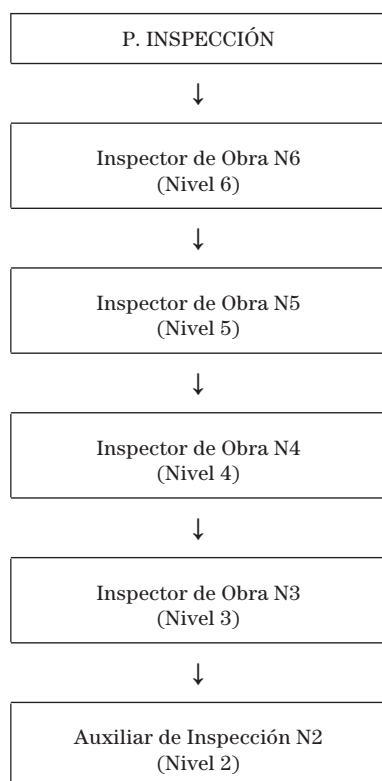 P. INSPECCIÓN
↓
Inspector de Obra N6
(Nivel 6)
↓
Inspector de Obra N5
(Nivel 5)
↓
Inspector de Obra N4
(Nivel 4)
↓
Inspector de Obra N3
(Nivel 3)
↓
Auxiliar de Inspección N2
(Nivel 2)